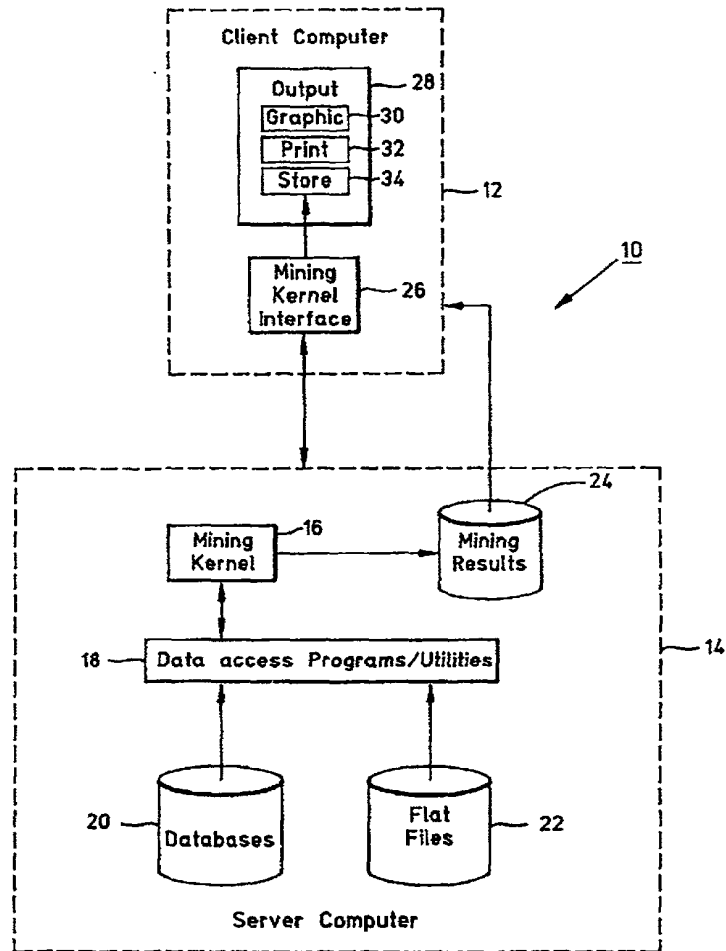 Client Computer
Output
28
Graphic
30
Print
32
Store
34
12
10
Mining
Kernel
Interface
26
24
16
Mining
Kernel
Mining
Results
18
Data access Programs/Utilities
14
20
Databases
Flat
Files
22
Server Computer